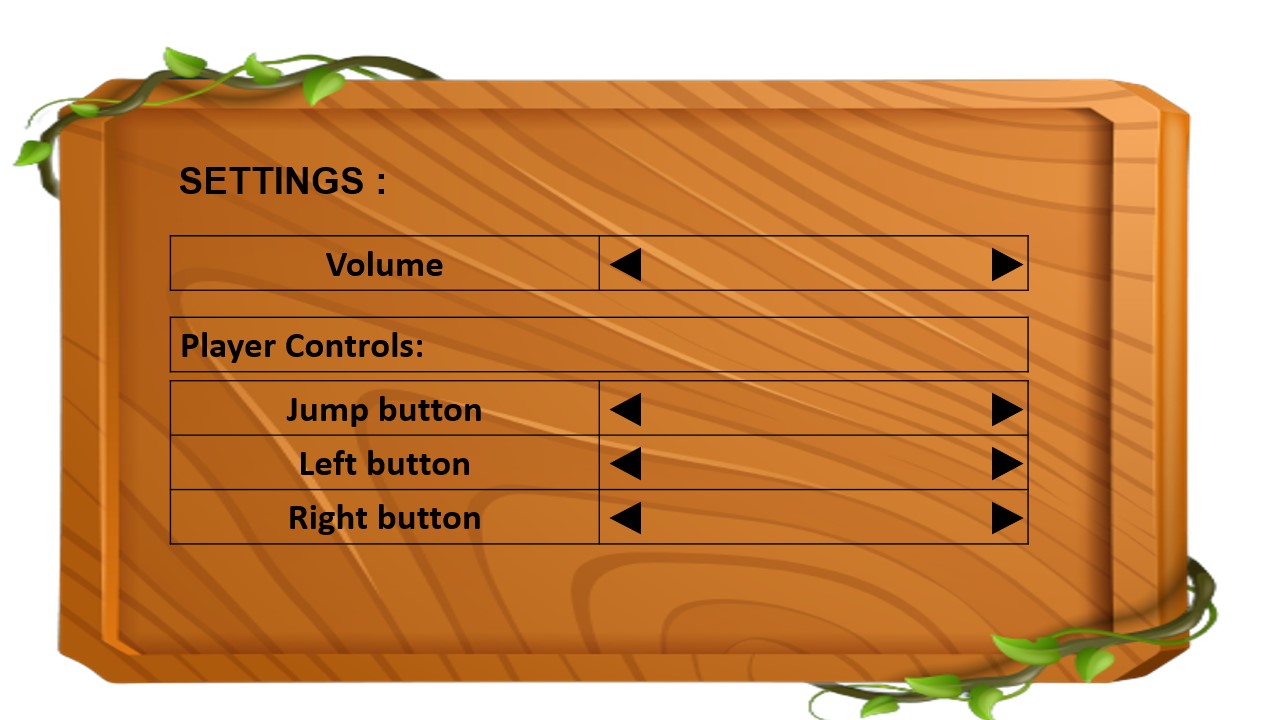 SETTINGS :
Volume
Player Controls:
Jump button
Left button
Right button